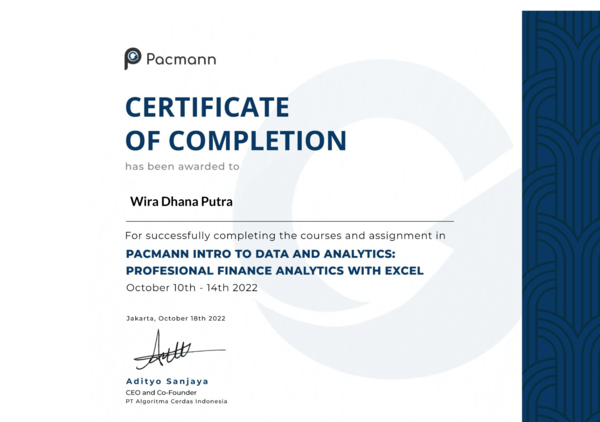 Pacmann
CERTIFICATE
OF COMPLETION
has been awarded to
Wira Dhana Putra
For successfully completing the courses and assignment in
PACMANN INTRO TO DATA AND ANALYTICS:
PROFESIONAL FINANCE ANALYTICS WITH EXCEL
October 10th - 14th 2022
Jakarta, October 18th 2022
Adityo Sanjaya
CEO and Co-Founder
PT Algoritma Cerdas Indonesia